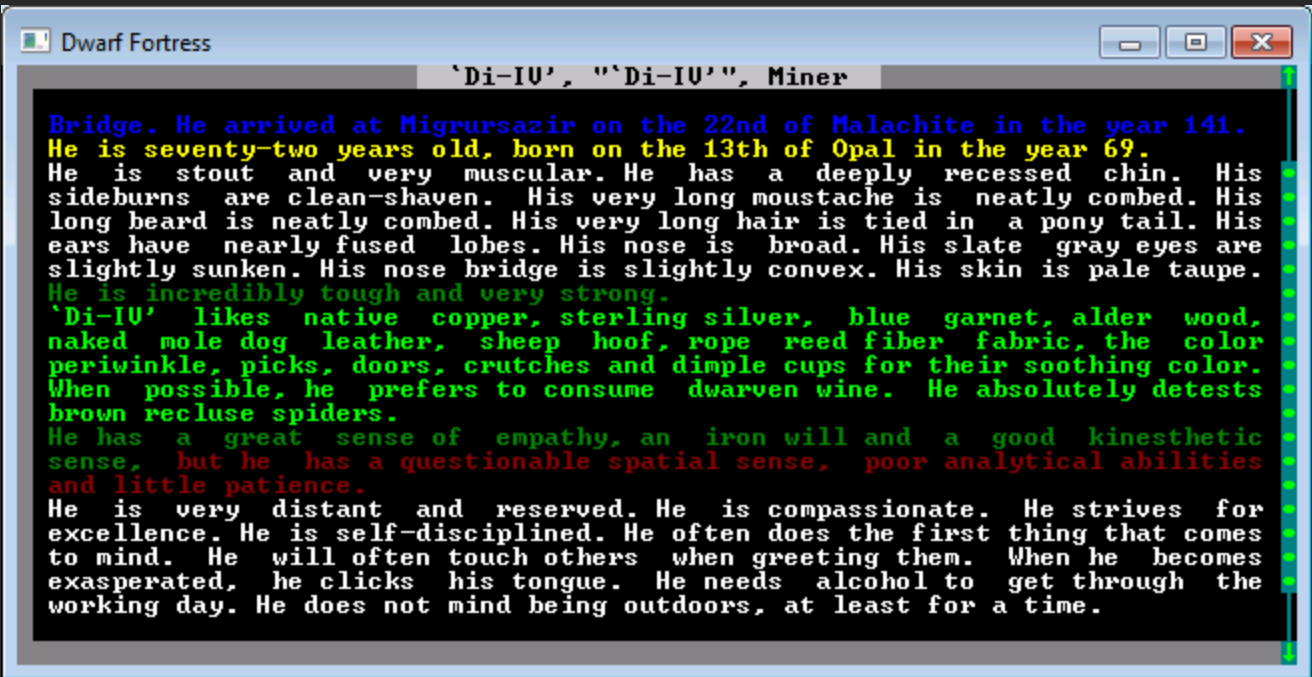 Dwarf Fortress
`Di-IV', "`Di-IV'", Miner
Bridge. He arrived at Migrursazir on the 22nd of Malachite in the year 141.
He is seventy-two years old, born on the 13th of Opal in the year 69.
He is stout and very muscular. He has a deeply recessed chin. His
sideburns are clean-shaven. His very long moustache is neatly combed. His
long beard is neatly combed. His very long hair is tied in a pony tail. His
ears have nearly fused lobes. His nose is broad. His slate gray eyes are
slightly sunken. His nose bridge is slightly convex. His skin is pale taupe.
He is incredibly tough and very strong.
`Di-IV' likes native copper, sterling silver, blue garnet, alder wood,
naked mole dog leather, sheep hoof, rope reed fiber fabric, the color
periwinkle, picks, doors, crutches and dimple cups for their soothing color.
When possible, he prefers to consume dwarven wine. He absolutely detests
brown recluse spiders.
He has a great sense of empathy, an iron will and a good kinesthetic
sense, but he has a questionable spatial sense, poor analytical abilities
and little patience.
He is very distant and reserved. He is compassionate. He strives for
excellence. He is self-disciplined. He often does the first thing that comes
to mind. He will often touch others when greeting them. When he becomes
exasperated, he clicks his tongue. He needs alcohol to get through the
working day. He does not mind being outdoors, at least for a time.